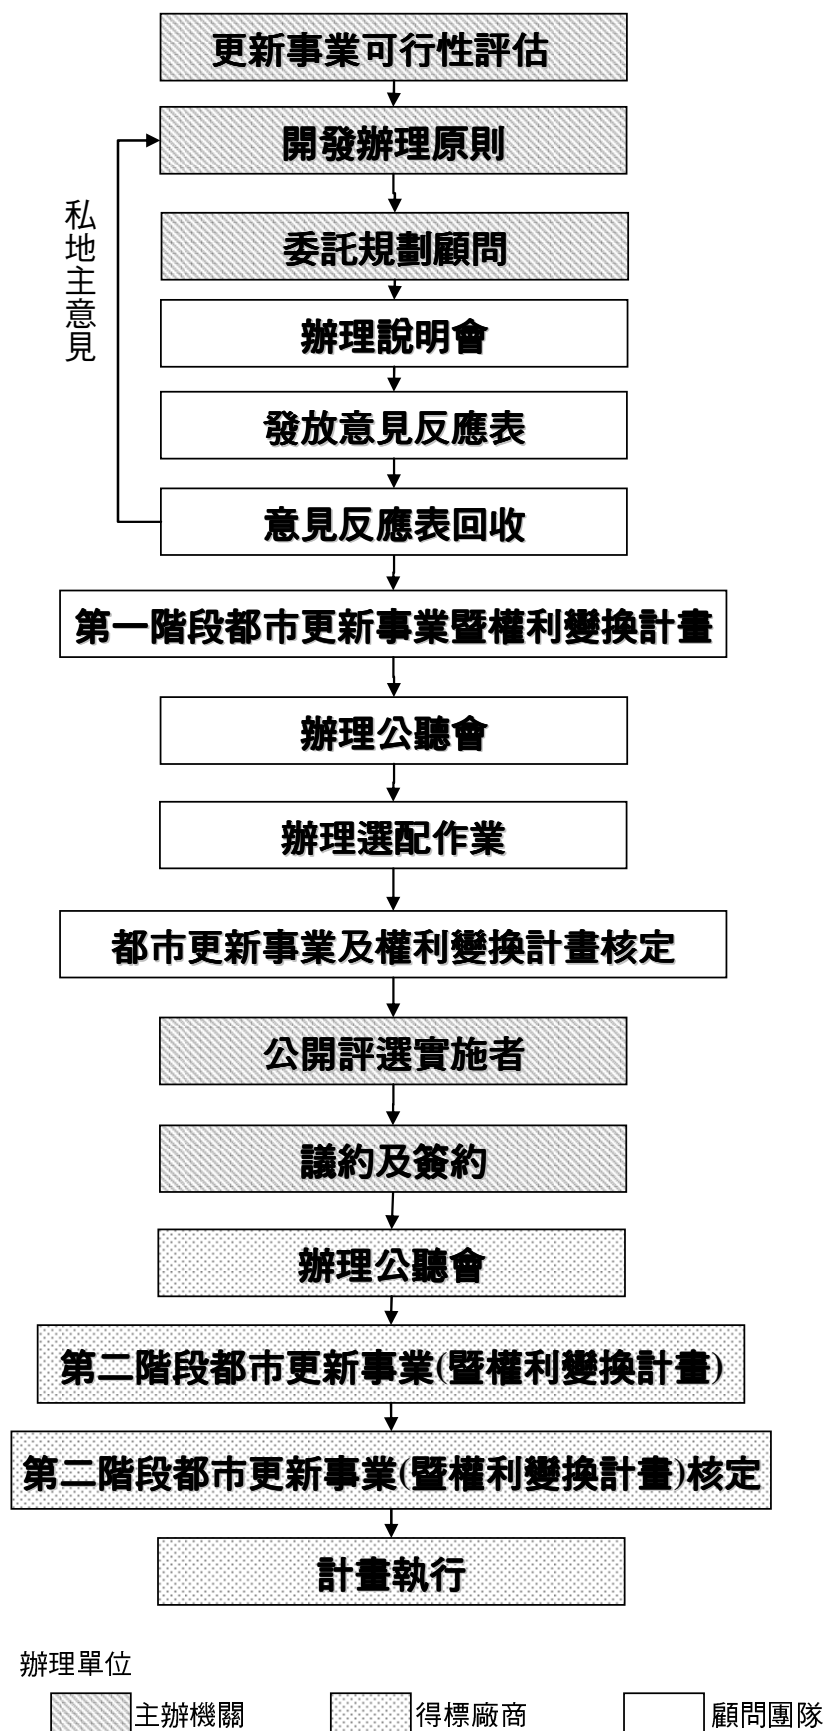 更新事業可行性評估
開發辦理原則
私地主意見
委託規劃顧問
辦理說明會
發放意見反應表
意見反應表回收
第一階段都市更新事業暨權利變換計畫
辦理公聽會
辦理選配作業
都市更新事業及權利變換計畫核定
公開評選實施者
議約及簽約
辦理公聽會
第二階段都市更新事業(暨權利變換計畫)
第二階段都市更新事業(暨權利變換計畫)核定
計畫執行
辦理單位
主辦機關 得標廠商 顧問團隊